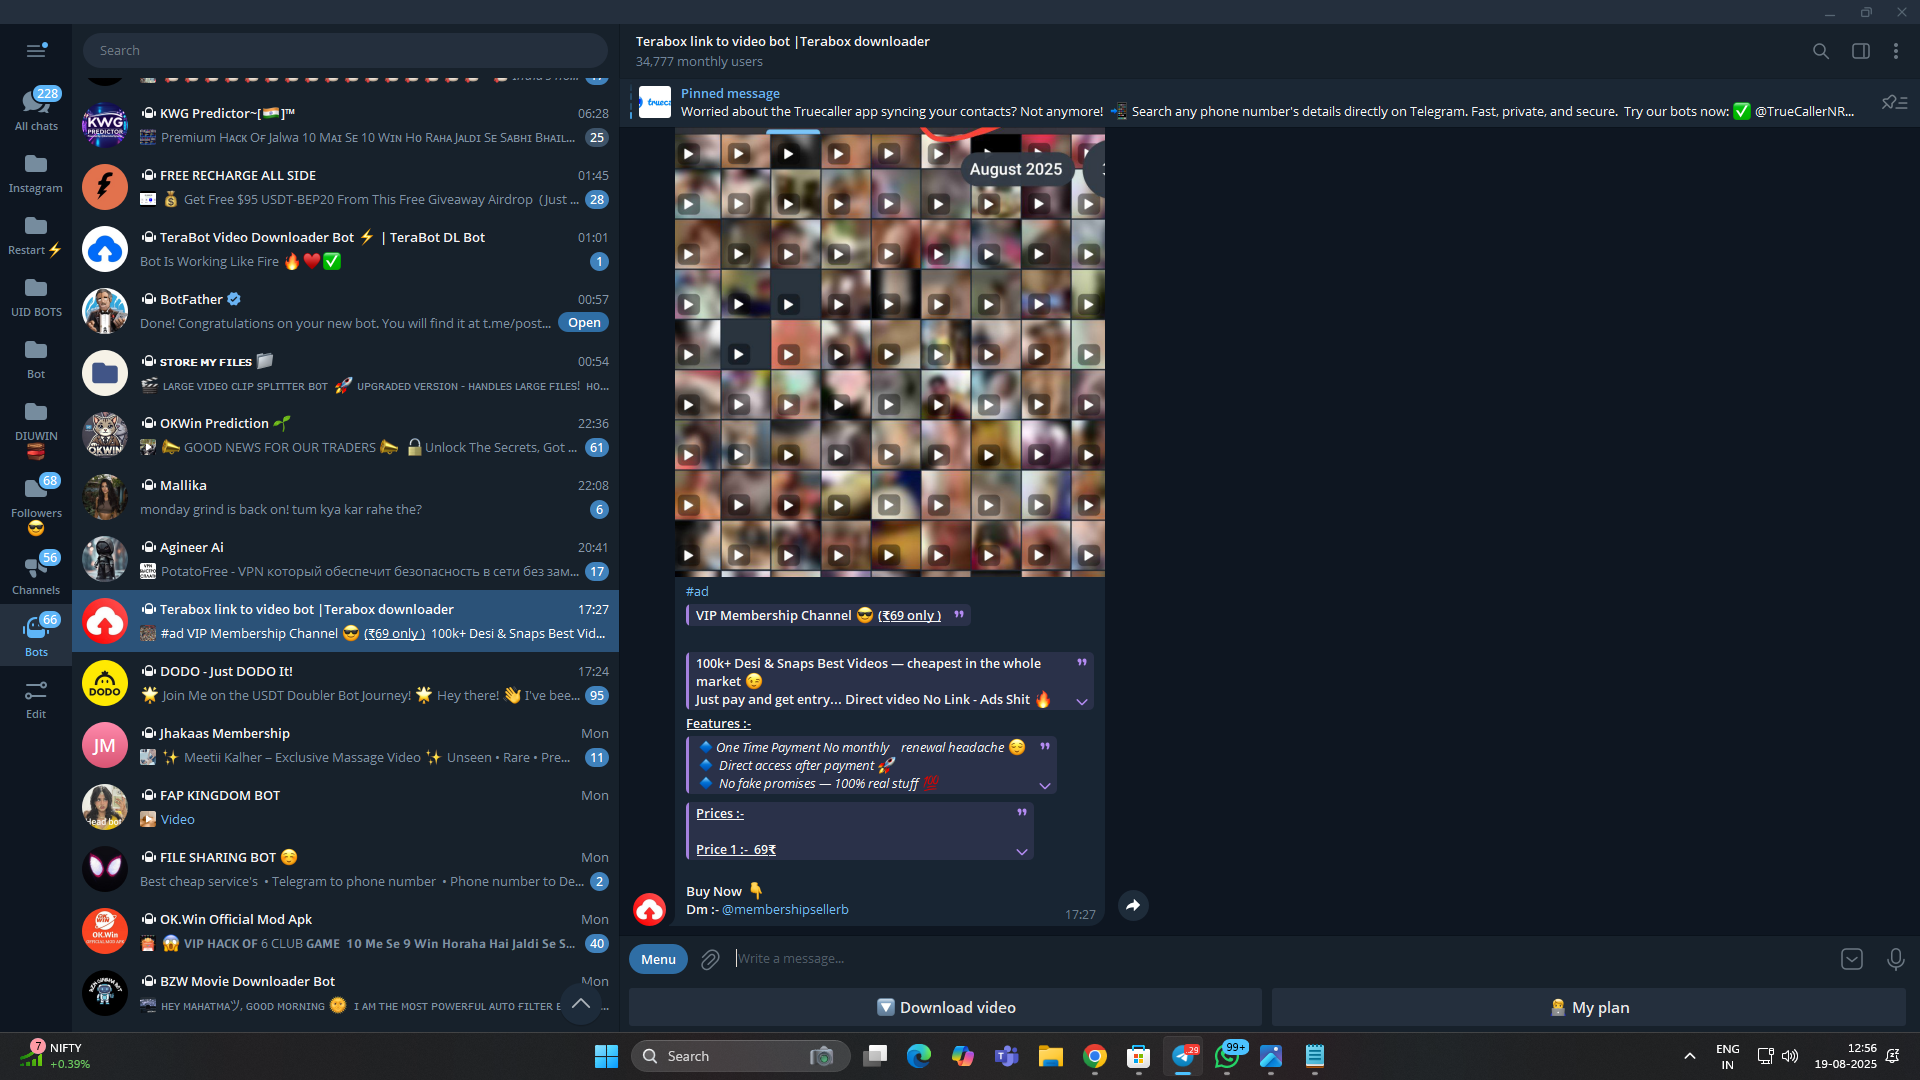 Search
228
All chats
Instagram
Restart⚡
UID BOTS
Bot
DIUWIN
68
Followers
56
Channels
66
Bots
Edit
KWG Predictor~[🇮🇳]™ 06:28
Premium Hack Of Jalwa 10 Mai Se 10 Win Ho Raha Jaldi Se Sabhi Bhail... 25
FREE RECHARGE ALL SIDE 01:45
💰 Get Free $95 USDT-BEP20 From This Free Giveaway Airdrop (Just ... 28
TeraBot Video Downloader Bot ⚡ | TeraBot DL Bot 01:01
Bot Is Working Like Fire 🔥❤️✅ 1
BotFather 00:57
Done! Congratulations on your new bot. You will find it at t.me/post... Open
STORE MY FILES 📁 00:54
🎬 LARGE VIDEO CLIP SPLITTER BOT 🚀 UPGRADED VERSION - HANDLES LARGE FILES! HO...
OKWIN
OKWin Prediction 🌱 22:36
📣 GOOD NEWS FOR OUR TRADERS 📣 🔓Unlock The Secrets, Got ... 61
Mallika 22:08
monday grind is back on! tum kya kar rahe the? 6
Agineer Ai 20:41
PotatoFree - VPN который обеспечит безопасность в сети без зам... 17
Terabox link to video bot |Terabox downloader 17:27
#ad VIP Membership Channel 😎 (₹69 only ) 100k+ Desi & Snaps Best Vid...
DODO
DODO - Just DODO It! 17:24
🌟 Join Me on the USDT Doubler Bot Journey! 🌟 Hey there! 👋 I've bee... 95
JM
Jhakaas Membership Mon
✨ Meetii Kalher – Exclusive Massage Video ✨ Unseen • Rare • Pre... 11
FAP KINGDOM BOT Mon
Video
FILE SHARING BOT ☺️ Mon
Best cheap service's • Telegram to phone number • Phone number to De... 2
OK.Win Official Mod Apk Mon
😱 VIP HACK OF 6 CLUB GAME 10 Me Se 9 Win Horaha Hai Jaldi Se S... 40
BZW Movie Downloader Bot Mon
HEY MAHATMAツ, GOOD MORNING 🌞 I AM THE MOST POWERFUL AUTO FILTER
Terabox link to video bot |Terabox downloader
34,777 monthly users
Pinned message
Worried about the Truecaller app syncing your contacts? Not anymore! 📲 Search any phone number's details directly on Telegram. Fast, private, and secure. Try our bots now: ✅ @TrueCallerNR...
August 2025
#ad
VIP Membership Channel 😎 (₹69 only )
100k+ Desi & Snaps Best Videos — cheapest in the whole
market 😉
Just pay and get entry... Direct video No Link - Ads Shit 🔥
Features :-
🔹 One Time Payment No monthly renewal headache 😌
🔹 Direct access after payment 🚀
🔹 No fake promises — 100% real stuff 💯
Prices :-
Price 1 :- 69₹
Buy Now 👇
Dm :- @membershipsellerb
17:27
Menu
Write a message...
🔽 Download video
My plan
7
NIFTY
+0.39%
Search
29
99+
ENG
IN
12:56
19-08-2025